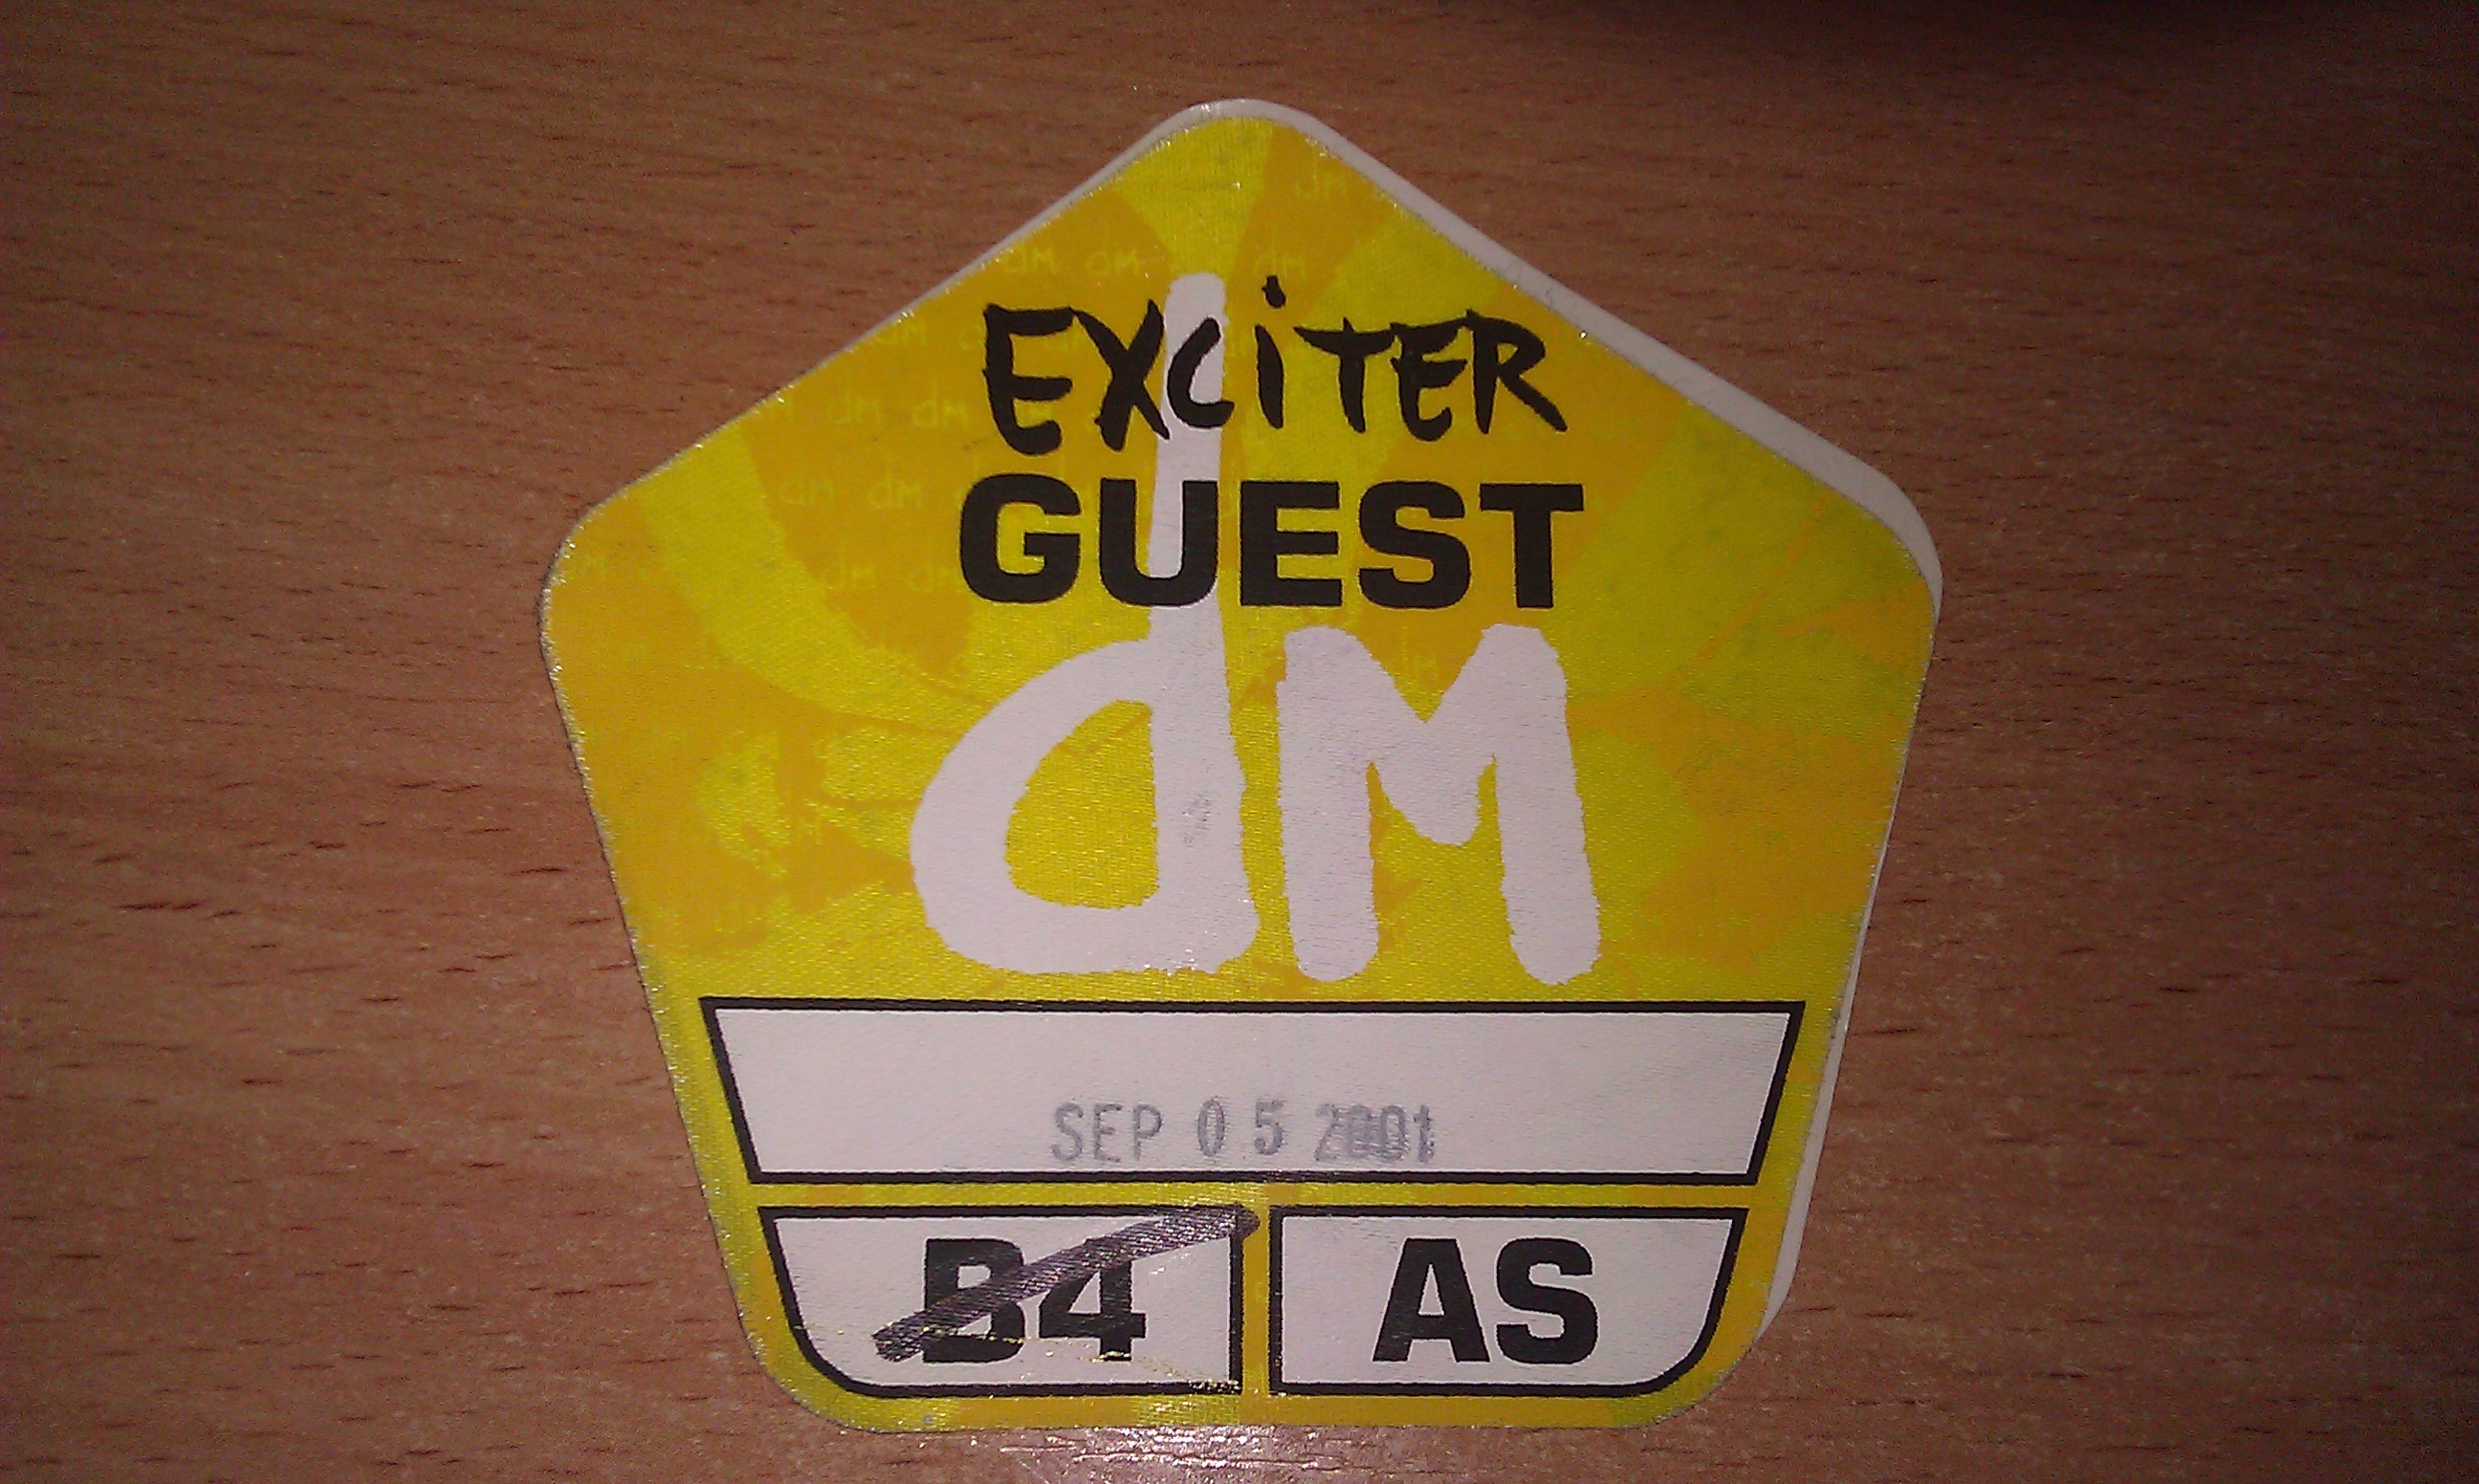 EXCiTER
GUEST
dM
SEP 05 2001
B4 AS